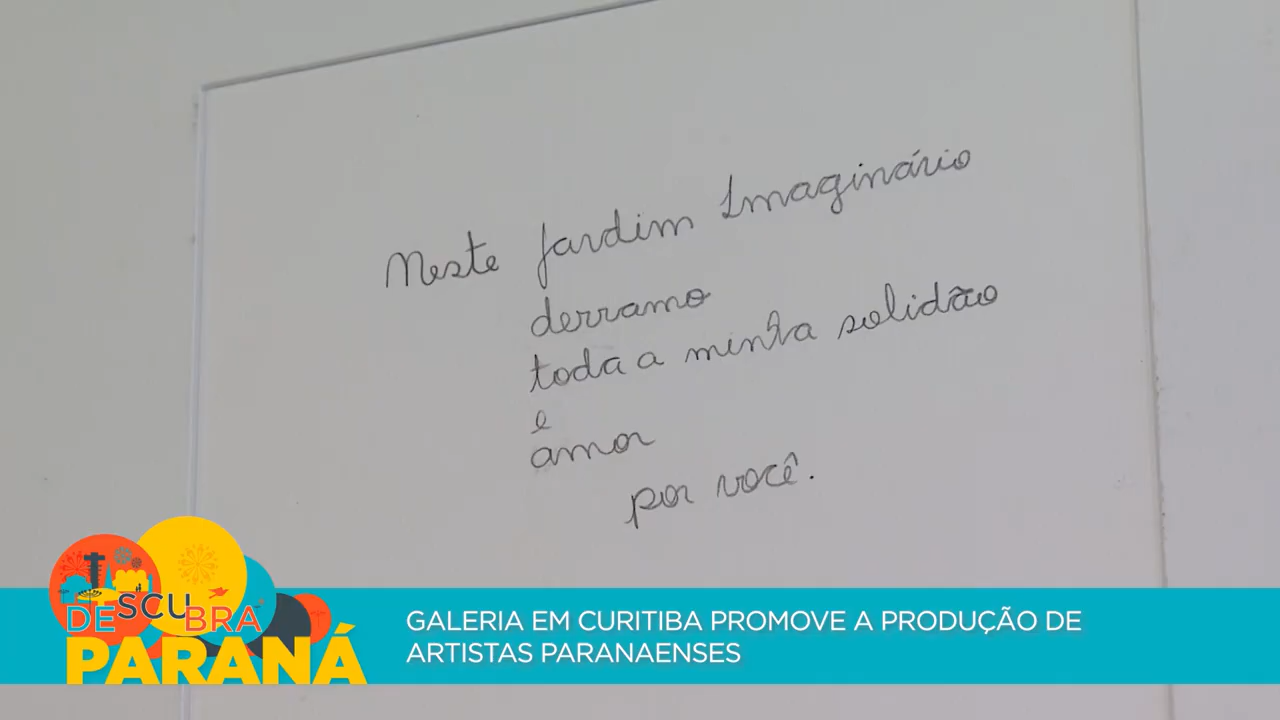 Neste Jardim Imaginário
derramo
toda a minha solidão
e
amor
por você.
DESCUBRA
PARANÁ
GALERIA EM CURITIBA PROMOVE A PRODUÇÃO DE
ARTISTAS PARANAENSES